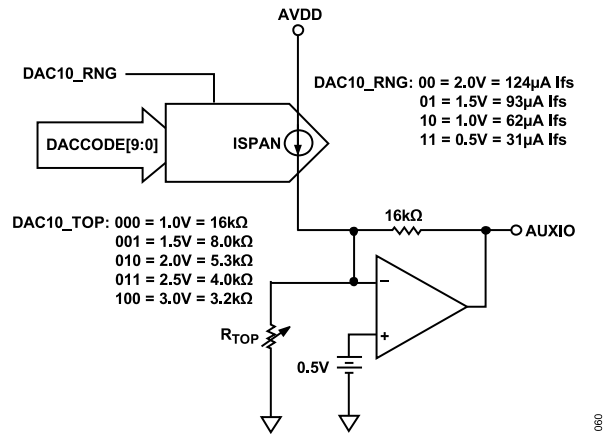 AVDD
DAC10_RNG
DAC10_RNG: 00 = 2.0V = 124µA Ifs
01 = 1.5V = 93µA Ifs
10 = 1.0V = 62µA Ifs
11 = 0.5V = 31µA Ifs
DACCODE[9:0]
ISPAN
DAC10_TOP: 000 = 1.0V = 16kΩ
001 = 1.5V = 8.0kΩ
010 = 2.0V = 5.3kΩ
011 = 2.5V = 4.0kΩ
100 = 3.0V = 3.2kΩ
16kΩ
AUXIO
−
+
RTOP
0.5V
060